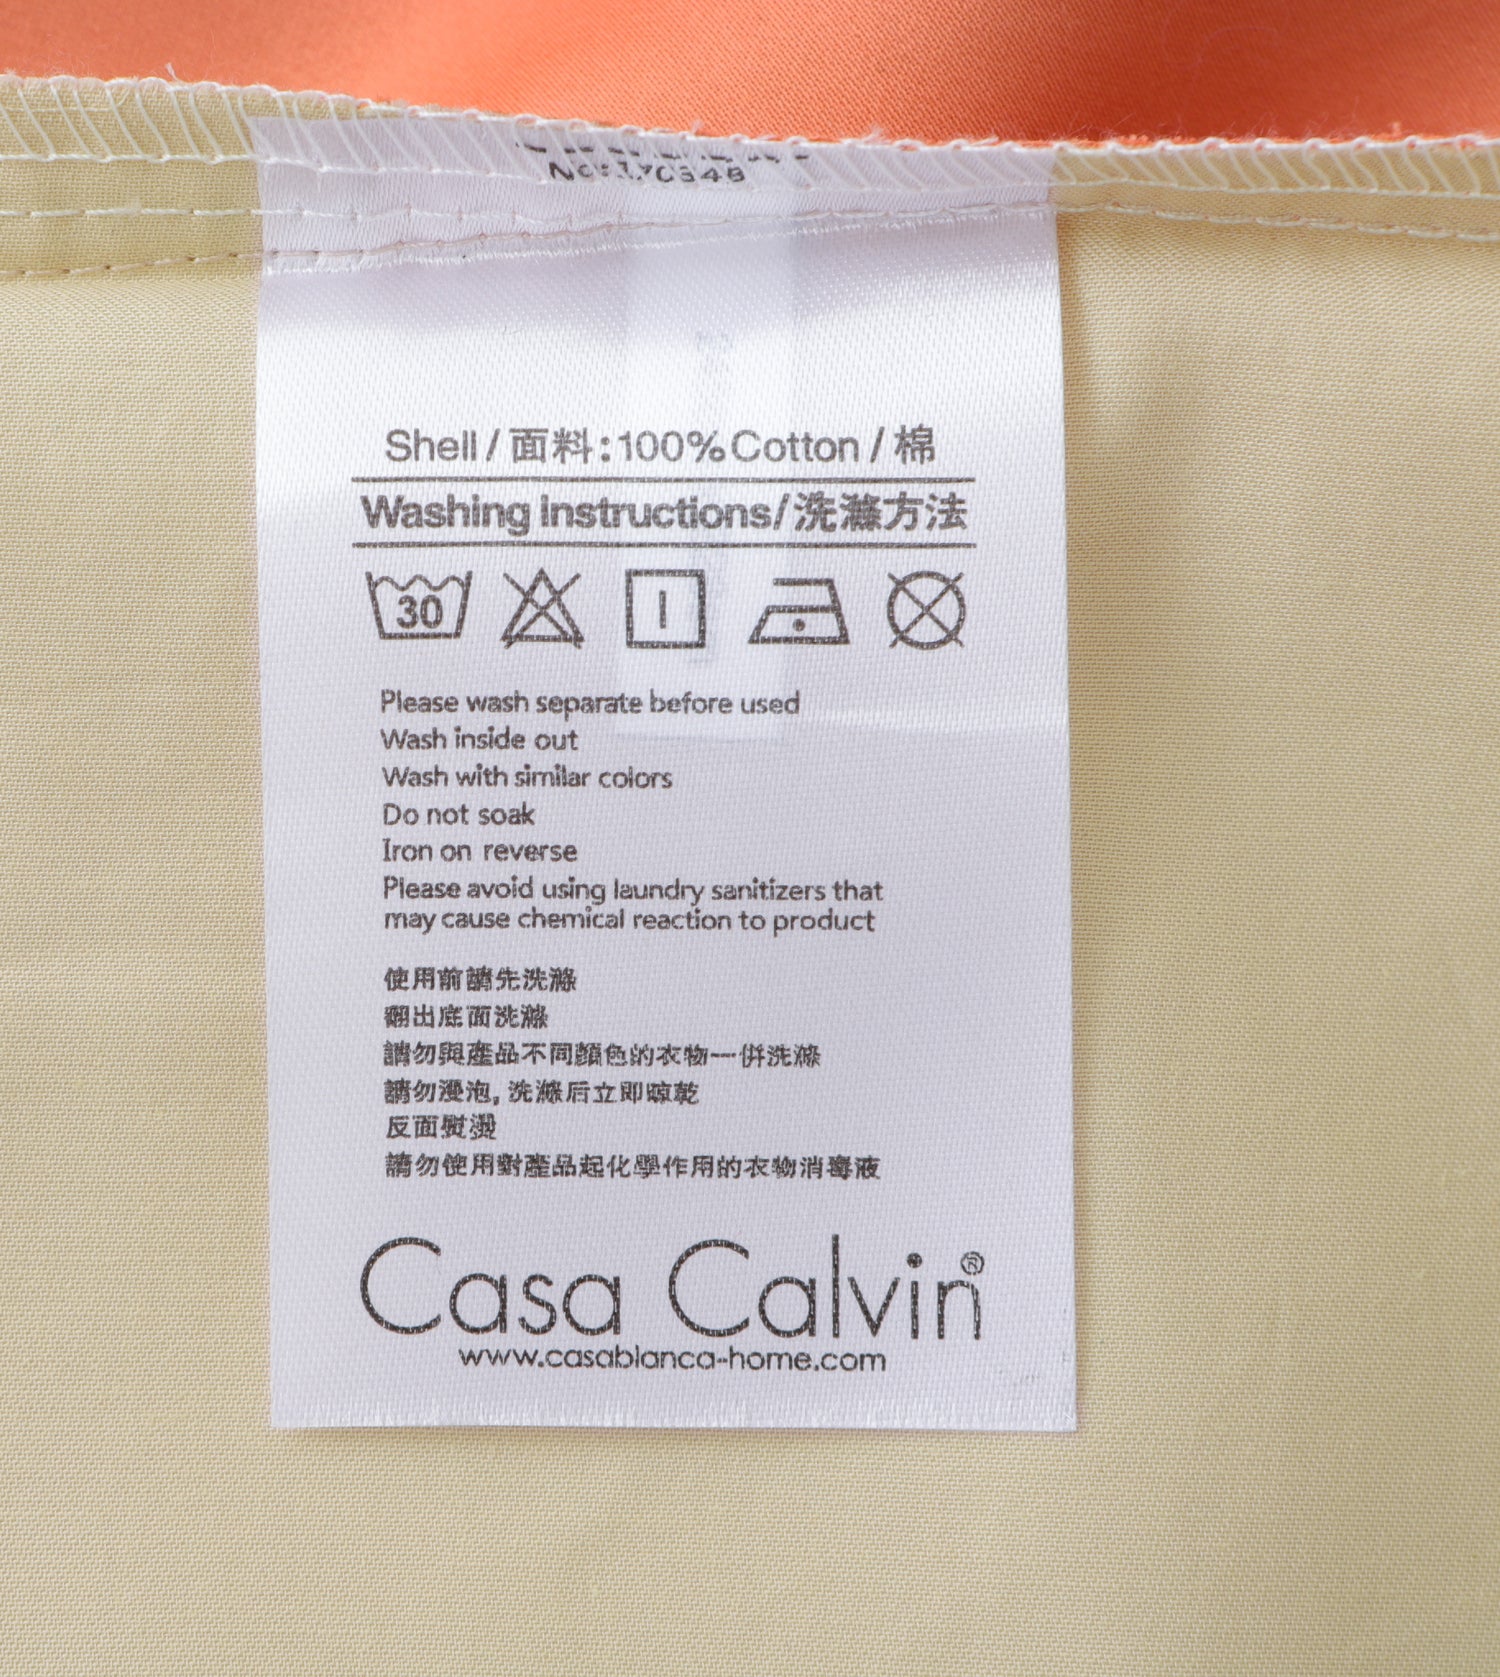 No:170348
Shell / 面料:100% Cotton / 棉
Washing instructions/洗滌方法
30
Please wash separate before used
Wash inside out
Wash with similar colors
Do not soak
Iron on reverse
Please avoid using laundry sanitizers that
may cause chemical reaction to product
使用前請先洗滌
翻出底面洗滌
請勿與產品不同顏色的衣物一併洗滌
請勿浸泡, 洗滌后立即晾乾
反面熨燙
請勿使用對產品起化學作用的衣物消毒液
Casa Calvin®
www.casablanca-home.com